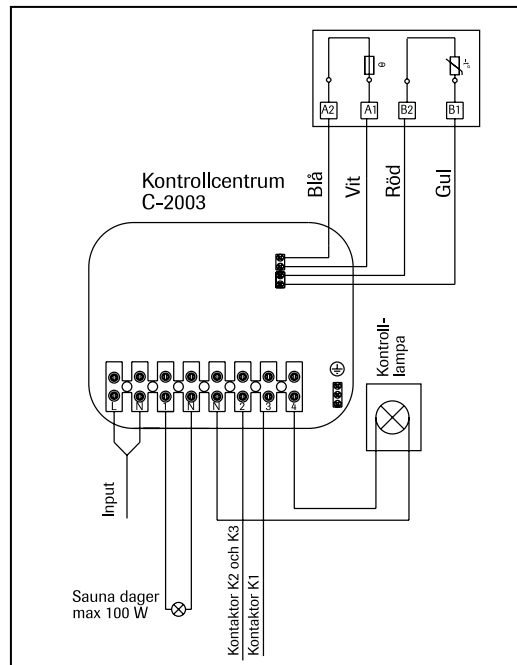 A2 A1 B2 B1
θ
Blå
Vit
Röd
Gul
Kontrollcentrum
C-2003
Kontroll-
lampa
L N 1 N N 2 3 4
Input
Sauna dager
max 100 W
Kontaktor K2 och K3
Kontaktor K1